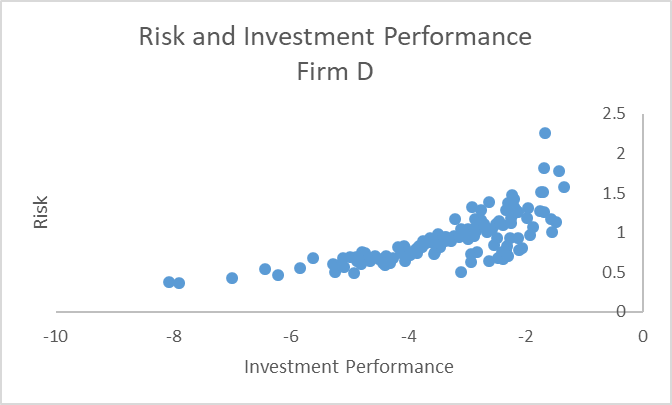 Risk and Investment Performance
Firm D
2.5
2
1.5
1
0.5
0
-10 -8 -6 -4 -2 0
Risk
Investment Performance